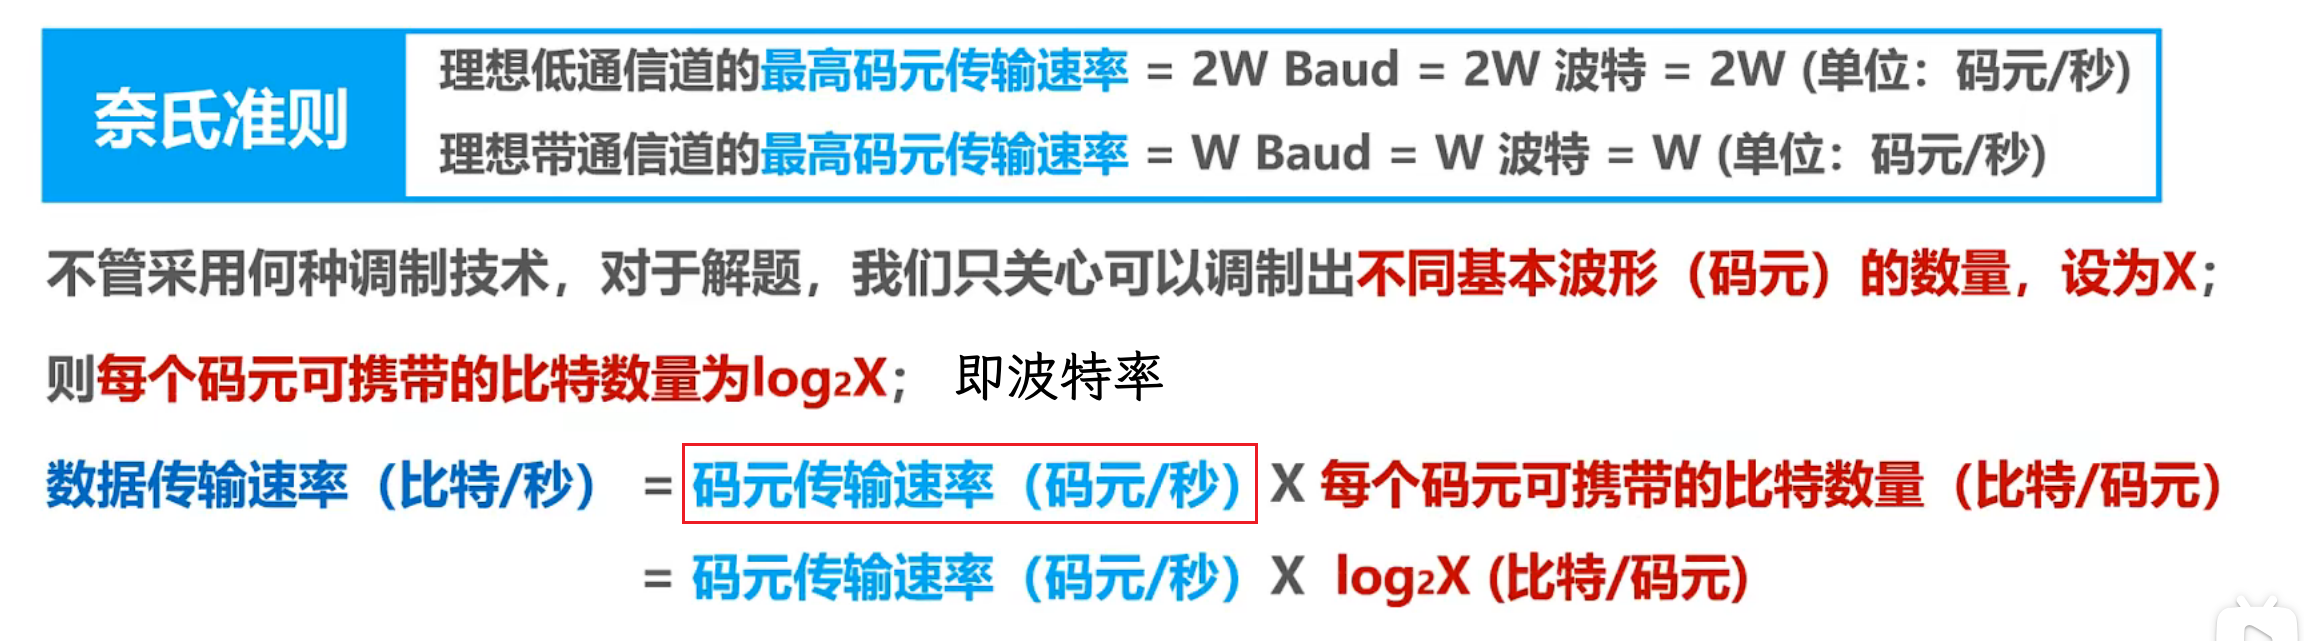 奈氏准则
理想低通信道的最高码元传输速率 = 2W Baud = 2W 波特 = 2W (单位：码元/秒)
理想带通信道的最高码元传输速率 = W Baud = W 波特 = W (单位：码元/秒)
不管采用何种调制技术，对于解题，我们只关心可以调制出不同基本波形（码元）的数量，设为X；
则每个码元可携带的比特数量为log₂X； 即波特率
数据传输速率（比特/秒） = 码元传输速率（码元/秒） X 每个码元可携带的比特数量（比特/码元）
= 码元传输速率（码元/秒） X log₂X (比特/码元)